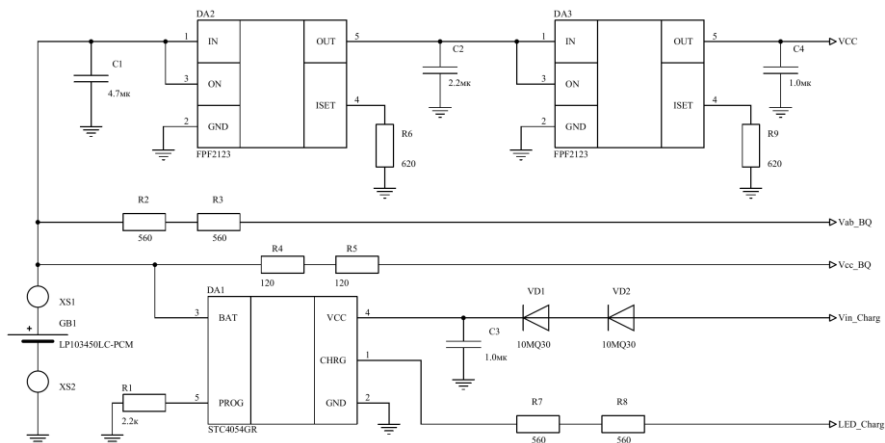 DA2
DA3
1 IN OUT 5
C2
1 IN OUT 5
C4
VCC
C1
4.7мк
3 ON
2.2мк
3 ON
1.0мк
ISET 4
ISET 4
2 GND
R6
2 GND
R9
620
620
FPF2123
FPF2123
R2
R3
Vab_BQ
560
560
R4
R5
Vcc_BQ
120
120
DA1
XS1
VD1
VD2
3 BAT VCC 4
Vin_Charg
+
GB1
C3
LP103450LC-PCM
1.0мк
10MQ30
10MQ30
CHRG 1
XS2
R1
5 PROG GND 2
R7
R8
2.2к
LED_Charg
STC4054GR
560
560